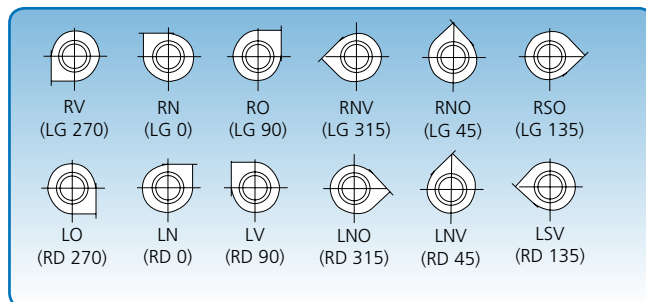 RV RN RO RNV RNO RSO
(LG 270) (LG 0) (LG 90) (LG 315) (LG 45) (LG 135)
LO LN LV LNO LNV LSV
(RD 270) (RD 0) (RD 90) (RD 315) (RD 45) (RD 135)